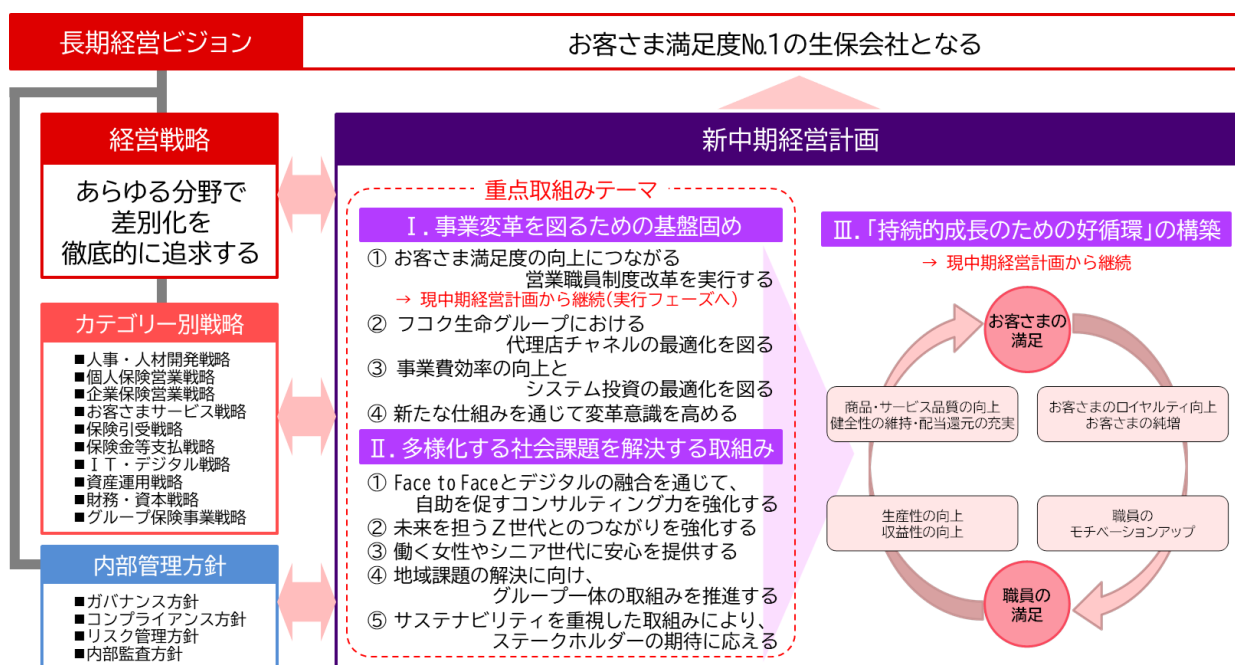 長期経営ビジョン
お客さま満足度№1の生保会社となる
経営戦略
あらゆる分野で
差別化を
徹底的に追求する
カテゴリー別戦略
■人事・人材開発戦略
■個人保険営業戦略
■企業保険営業戦略
■お客さまサービス戦略
■保険引受戦略
■保険金等支払戦略
■ＩＴ・デジタル戦略
■資産運用戦略
■財務・資本戦略
■グループ保険事業戦略
内部管理方針
■ガバナンス方針
■コンプライアンス方針
■リスク管理方針
■内部監査方針
新中期経営計画
重点取組みテーマ
Ⅰ．事業変革を図るための基盤固め
① お客さま満足度の向上につながる
営業職員制度改革を実行する
→ 現中期経営計画から継続(実行フェーズへ)
② フコク生命グループにおける
代理店チャネルの最適化を図る
③ 事業費効率の向上と
システム投資の最適化を図る
④ 新たな仕組みを通じて変革意識を高める
Ⅱ．多様化する社会課題を解決する取組み
① Face to Faceとデジタルの融合を通じて、
自助を促すコンサルティング力を強化する
② 未来を担うＺ世代とのつながりを強化する
③ 働く女性やシニア世代に安心を提供する
④ 地域課題の解決に向け、
グループ一体の取組みを推進する
⑤ サステナビリティを重視した取組みにより、
ステークホルダーの期待に応える
Ⅲ．「持続的成長のための好循環」の構築
→ 現中期経営計画から継続
お客さまの
満足
商品・サービス品質の向上
健全性の維持・配当還元の充実
お客さまのロイヤルティ向上
お客さまの純増
生産性の向上
収益性の向上
職員の
モチベーションアップ
職員の
満足